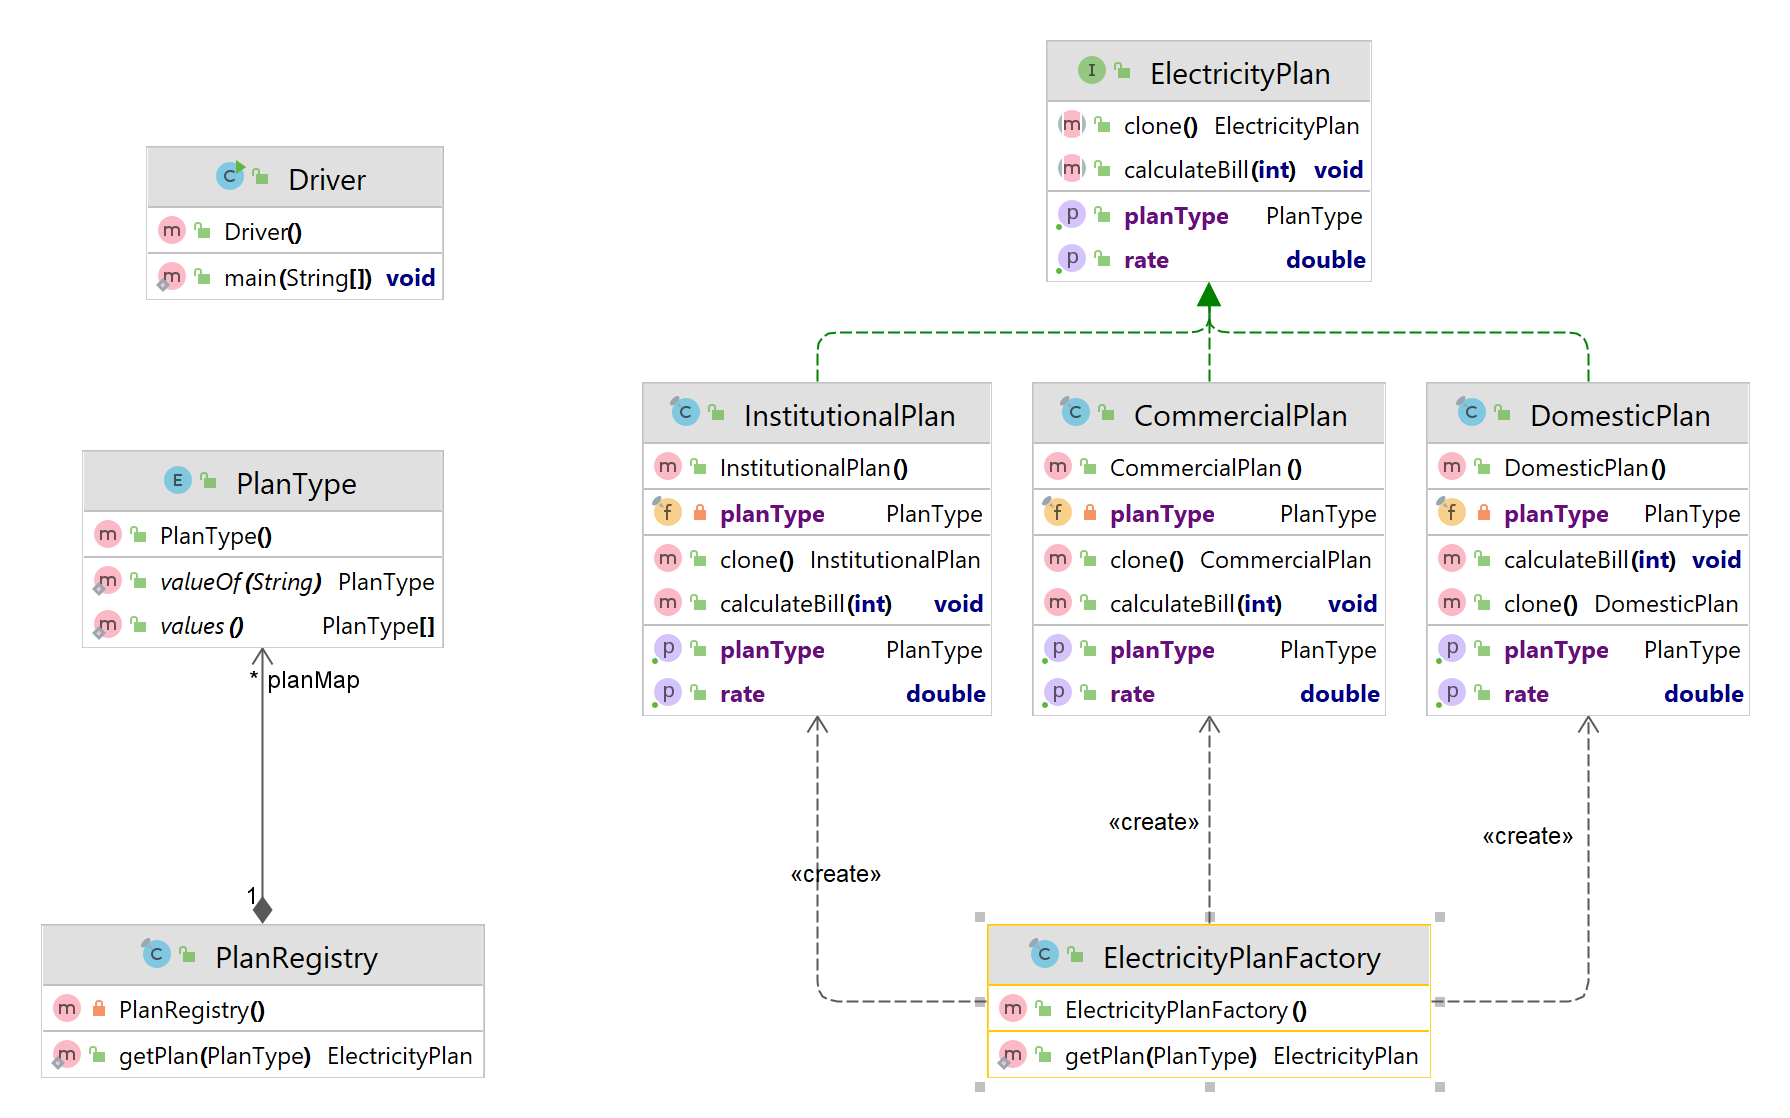 ElectricityPlan
clone() ElectricityPlan
calculateBill(int) void
planType PlanType
rate double
Driver
Driver()
main(String[]) void
InstitutionalPlan
InstitutionalPlan()
planType PlanType
clone() InstitutionalPlan
calculateBill(int) void
planType PlanType
rate double
CommercialPlan
CommercialPlan()
planType PlanType
clone() CommercialPlan
calculateBill(int) void
planType PlanType
rate double
DomesticPlan
DomesticPlan()
planType PlanType
calculateBill(int) void
clone() DomesticPlan
planType PlanType
rate double
PlanType
PlanType()
valueOf(String) PlanType
values() PlanType[]
* planMap
1
«create»
«create»
«create»
PlanRegistry
PlanRegistry()
getPlan(PlanType) ElectricityPlan
ElectricityPlanFactory
ElectricityPlanFactory()
getPlan(PlanType) ElectricityPlan